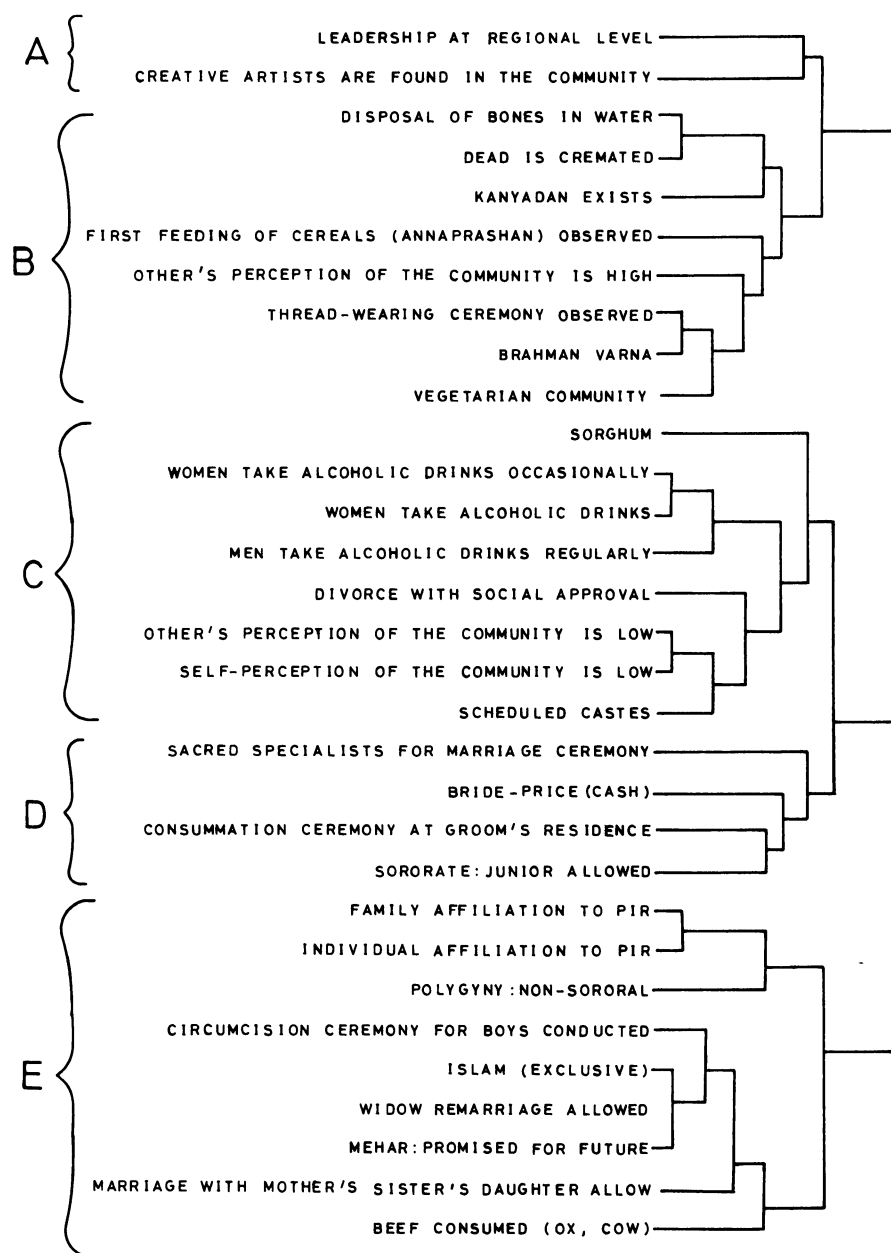 A
LEADERSHIP AT REGIONAL LEVEL
CREATIVE ARTISTS ARE FOUND IN THE COMMUNITY
B
DISPOSAL OF BONES IN WATER
DEAD IS CREMATED
KANYADAN EXISTS
FIRST FEEDING OF CEREALS (ANNAPRASHAN) OBSERVED
OTHER'S PERCEPTION OF THE COMMUNITY IS HIGH
THREAD-WEARING CEREMONY OBSERVED
BRAHMAN VARNA
VEGETARIAN COMMUNITY
C
SORGHUM
WOMEN TAKE ALCOHOLIC DRINKS OCCASIONALLY
WOMEN TAKE ALCOHOLIC DRINKS
MEN TAKE ALCOHOLIC DRINKS REGULARLY
DIVORCE WITH SOCIAL APPROVAL
OTHER'S PERCEPTION OF THE COMMUNITY IS LOW
SELF-PERCEPTION OF THE COMMUNITY IS LOW
SCHEDULED CASTES
D
SACRED SPECIALISTS FOR MARRIAGE CEREMONY
BRIDE-PRICE (CASH)
CONSUMMATION CEREMONY AT GROOM'S RESIDENCE
SORORATE: JUNIOR ALLOWED
E
FAMILY AFFILIATION TO PIR
INDIVIDUAL AFFILIATION TO PIR
POLYGYNY: NON-SORORAL
CIRCUMCISION CEREMONY FOR BOYS CONDUCTED
ISLAM (EXCLUSIVE)
WIDOW REMARRIAGE ALLOWED
MEHAR: PROMISED FOR FUTURE
MARRIAGE WITH MOTHER'S SISTER'S DAUGHTER ALLOW
BEEF CONSUMED (OX, COW)